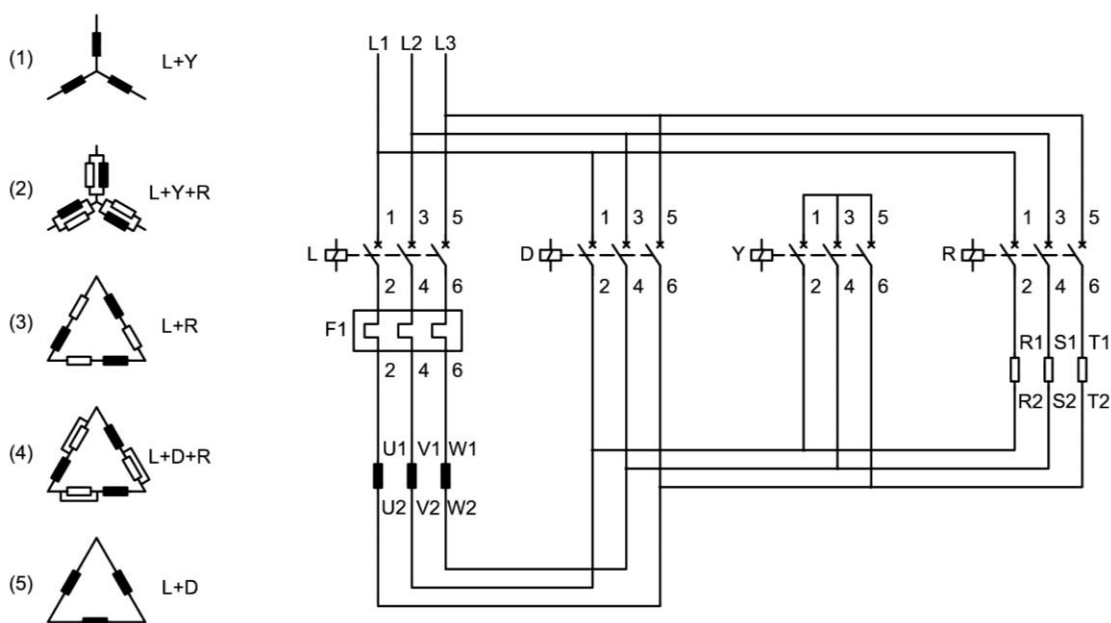 (1) L+Y
(2) L+Y+R
(3) L+R
(4) L+D+R
(5) L+D
L1 L2 L3
1 3 5 1 3 5 1 3 5 1 3 5
L D Y R
2 4 6 2 4 6 2 4 6 2 4 6
F1
R1 S1 T1
2 4 6
R2 S2 T2
U1 V1 W1
U2 V2 W2